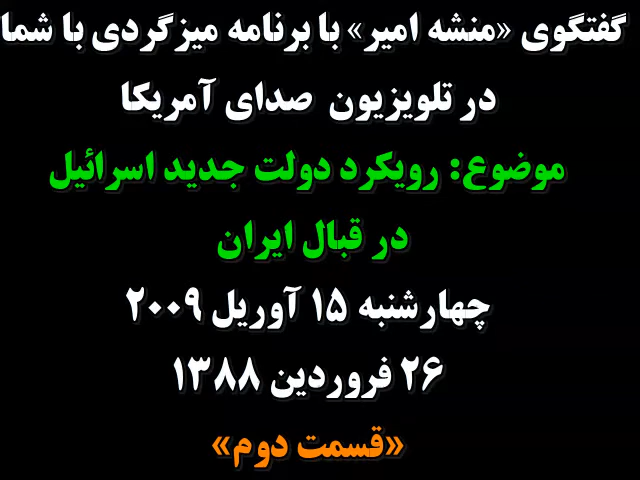 گفتگوی «منشه امیر» با برنامه میزگردی با شما
در تلویزیون صدای آمریکا
موضوع: رویکرد دولت جدید اسرائیل
در قبال ایران
چهارشنبه ۱۵ آوریل ۲۰۰۹
۲۶ فروردین ۱۳۸۸
«قسمت دوم»